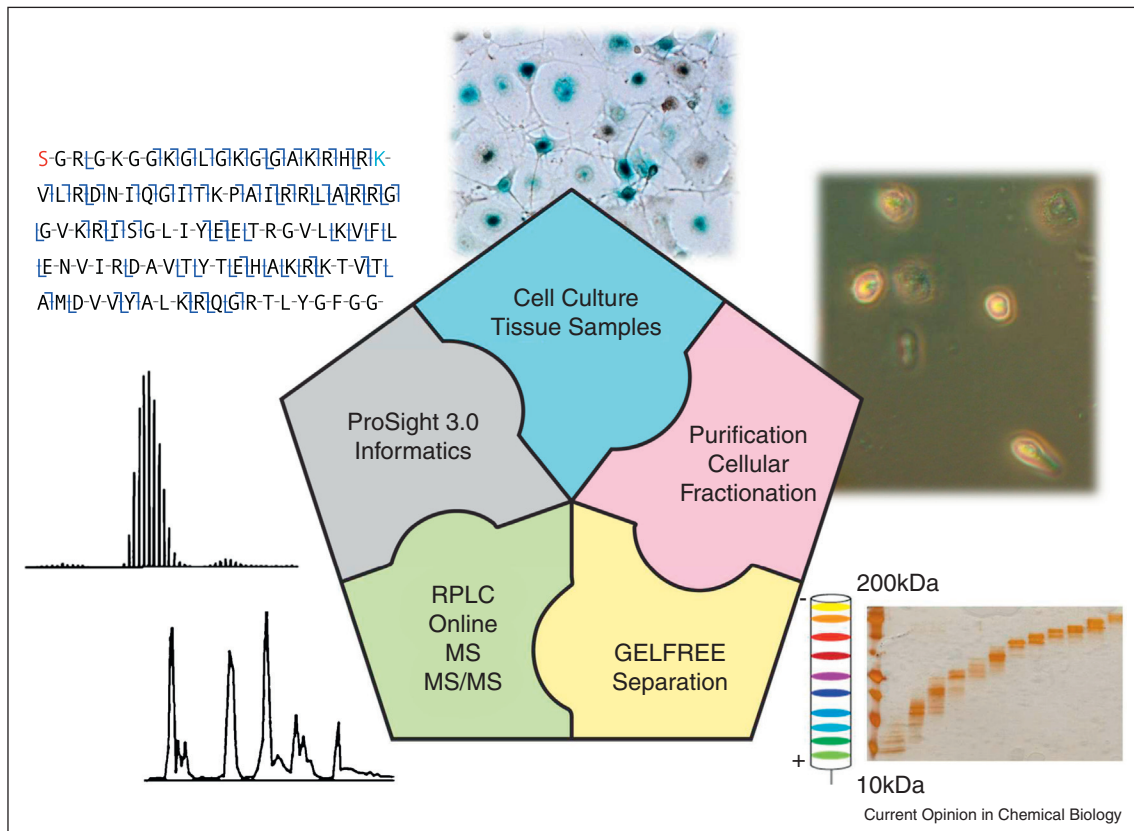 S-G-R-G-K-G-G-K-G-L-G-K-G-G-A-K-R-H-R-K-
V-L-R-D-N-I-Q-G-I-T-K-P-A-I-R-R-L-A-R-R-G
G-V-K-R-I-S-G-L-I-Y-E-E-T-R-G-V-L-K-V-F-L
E-N-V-I-R-D-A-V-T-Y-T-E-H-A-K-R-K-T-V-T-
A-M-D-V-V-Y-A-L-K-R-Q-G-R-T-L-Y-G-F-G-G-
Cell Culture
Tissue Samples
ProSight 3.0
Informatics
Purification
Cellular
Fractionation
RPLC
Online
MS
MS/MS
GELFREE
Separation
-
200kDa
+
10kDa
Current Opinion in Chemical Biology